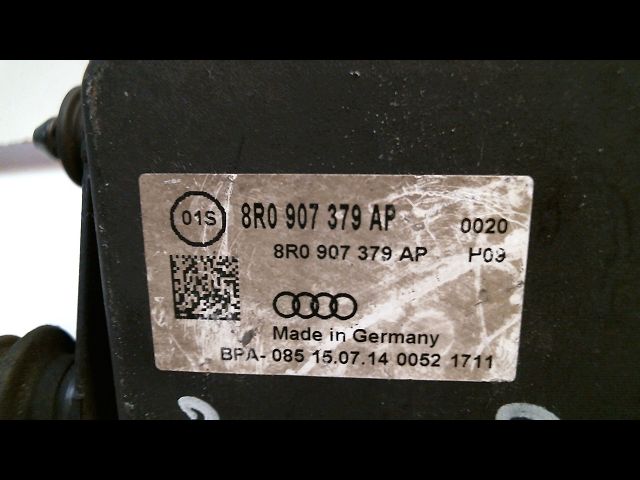 01S 8R0 907 379 AP 0020
8R0 907 379 AP H09
Made in Germany
BPA- 085 15.07.14 0052 1711